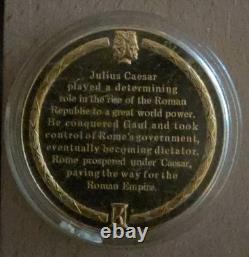 Julius Caesar
played a determining
role in the rise of the Roman
Republic to a great world power.
He conquered Gaul and took
control of Rome's government,
eventually becoming dictator.
Rome prospered under Caesar,
paving the way for the
Roman Empire.